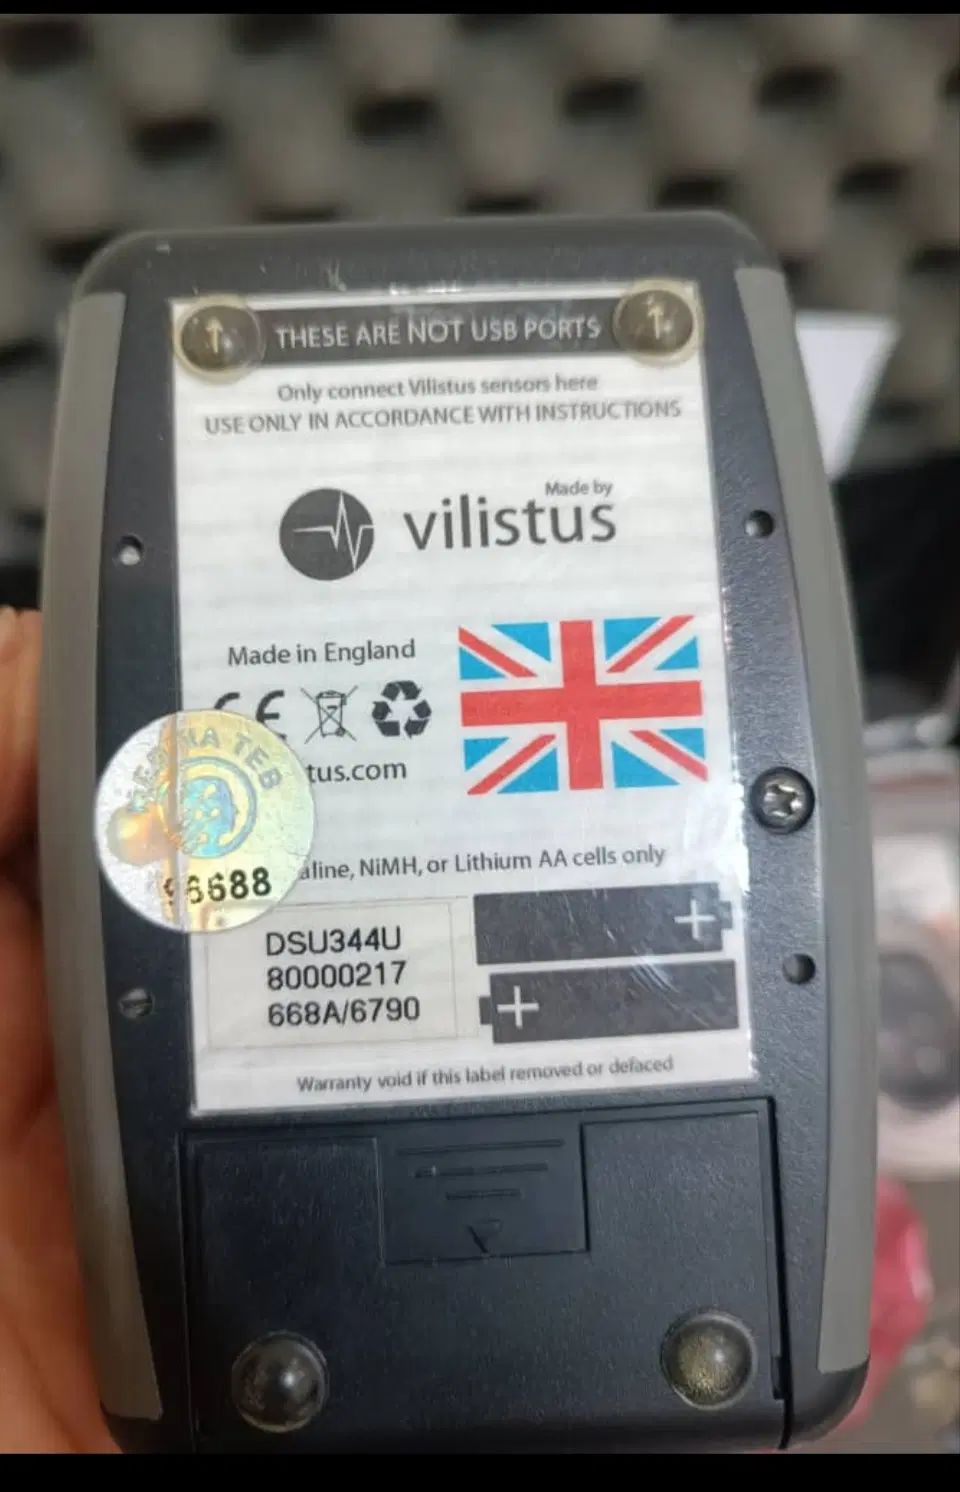 THESE ARE NOT USB PORTS
Only connect Vilistus sensors here
USE ONLY IN ACCORDANCE WITH INSTRUCTIONS
Made by
vilistus
Made in England
CE
tus.com
TEB
6688
aline, NiMH, or Lithium AA cells only
DSU344U
80000217
668A/6790
Warranty void if this label removed or defaced